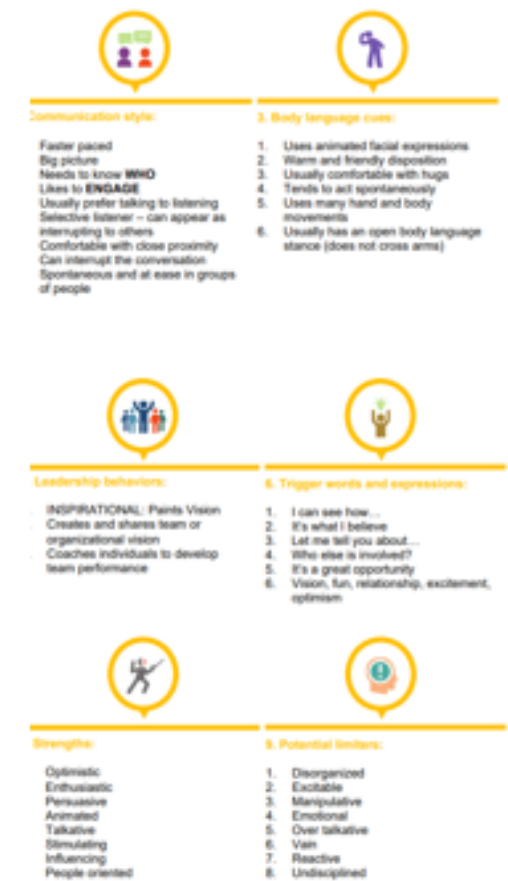 Communication style:
Faster paced
Big picture
Needs to know WHO
Likes to ENGAGE
Usually prefer talking to listening
Selective listener – can appear as
interrupting to others
Comfortable with close proximity
Can interrupt the conversation
Spontaneous and at ease in groups
of people
3. Body language cues:
1. Uses animated facial expressions
2. Warm and friendly disposition
3. Usually comfortable with hugs
4. Tends to act spontaneously
5. Uses many hand and body
movements
6. Usually has an open body language
stance (does not cross arms)
Leadership behaviors:
INSPIRATIONAL: Paints Vision
Creates and shares team or
organizational vision
Coaches individuals to develop
team performance
6. Trigger words and expressions:
1. I can see how…
2. It's what I believe
3. Let me tell you about…
4. Who else is involved?
5. It's a great opportunity
6. Vision, fun, relationship, excitement,
optimism
Strengths:
Optimistic
Enthusiastic
Persuasive
Animated
Talkative
Stimulating
Influencing
People oriented
9. Potential limiters:
1. Disorganized
2. Excitable
3. Manipulative
4. Emotional
5. Over talkative
6. Vain
7. Reactive
8. Undisciplined